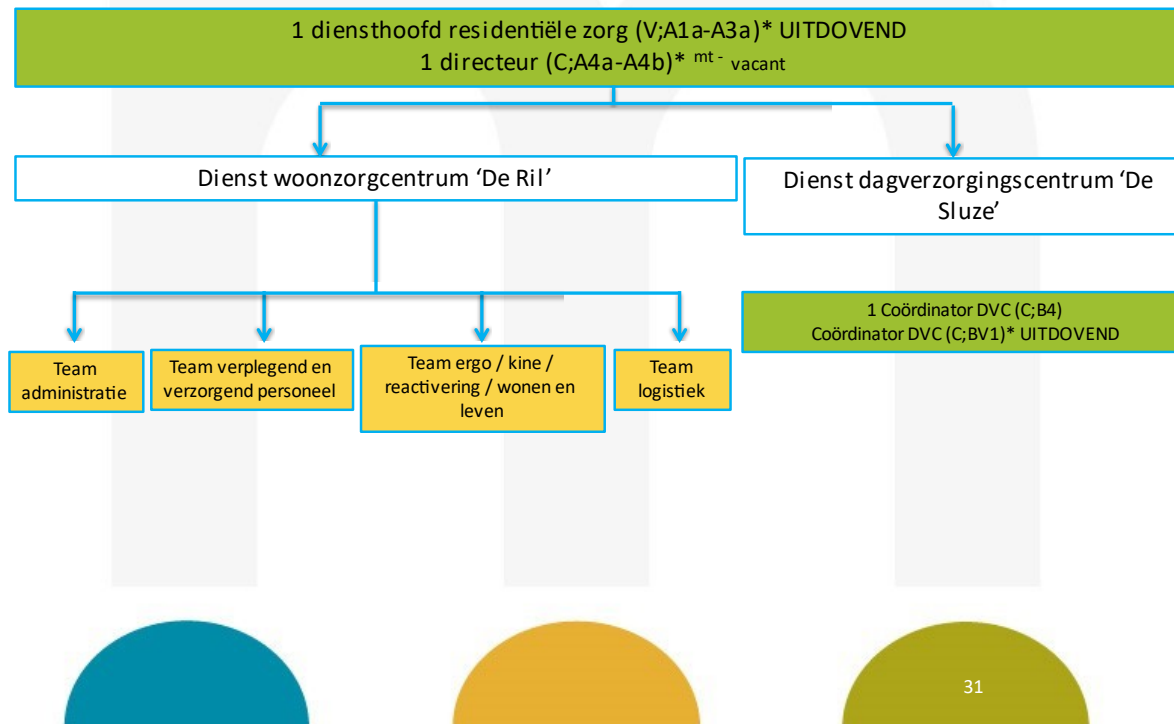 1 diensthoofd residentiële zorg (V;A1a-A3a)* UITDOVEND
1 directeur (C;A4a-A4b)* mt - vacant
Dienst woonzorgcentrum ‘De Ril’
Dienst dagverzorgingscentrum ‘De
Sluze’
1 Coördinator DVC (C;B4)
Coördinator DVC (C;BV1)* UITDOVEND
Team
administratie
Team verplegend en
verzorgend personeel
Team ergo / kine /
reactivering / wonen en
leven
Team
logistiek
31